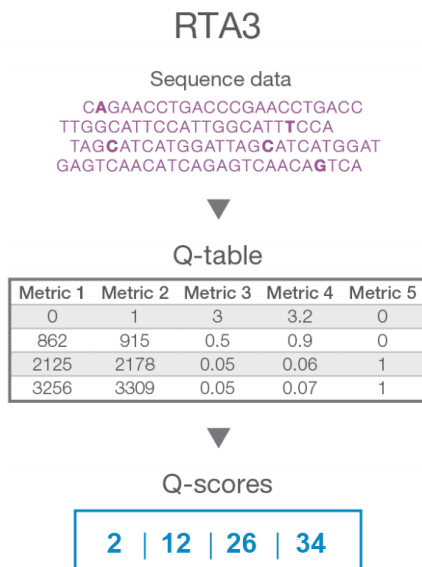 RTA3
Sequence data
CAGAACCTGACCCGAACCTGACC
TTGGCATTCCATTGGCATTTCCA
TAGCATCATGGATTAGCATCATGGAT
GAGTCAACATCAGAGTCAACAGTCA
Q-table
Metric 1 Metric 2 Metric 3 Metric 4 Metric 5
0 1 3 3.2 0
862 915 0.5 0.9 0
2125 2178 0.05 0.06 1
3256 3309 0.05 0.07 1
Q-scores
2 | 12 | 26 | 34